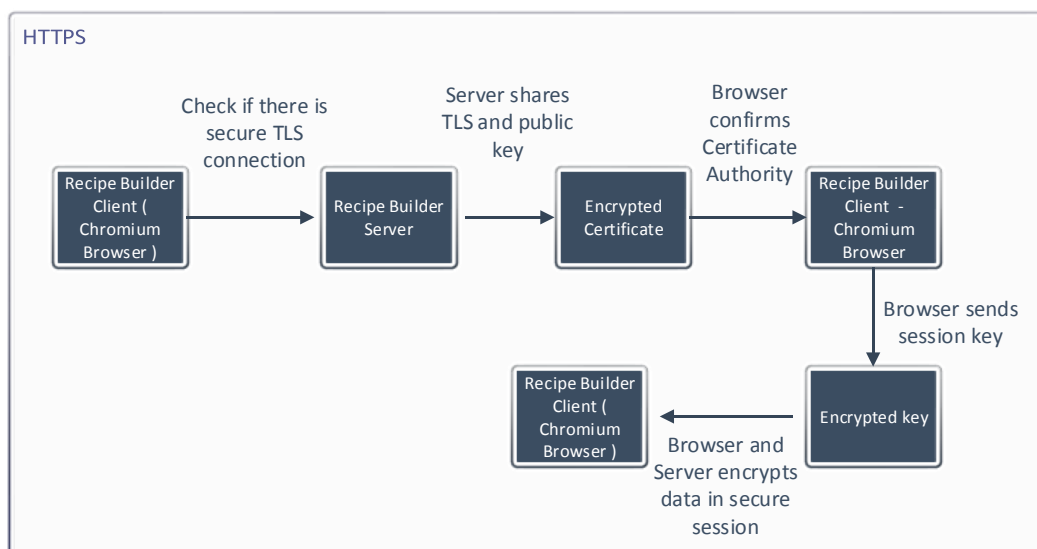 HTTPS
Check if there is
secure TLS
connection
Server shares
TLS and public
key
Browser
confirms
Certificate
Authority
Recipe Builder
Client (
Chromium
Browser )
Recipe Builder
Server
Encrypted
Certificate
Recipe Builder
Client -
Chromium
Browser
Browser sends
session key
Encrypted key
Recipe Builder
Client (
Chromium
Browser )
Browser and
Server encrypts
data in secure
session